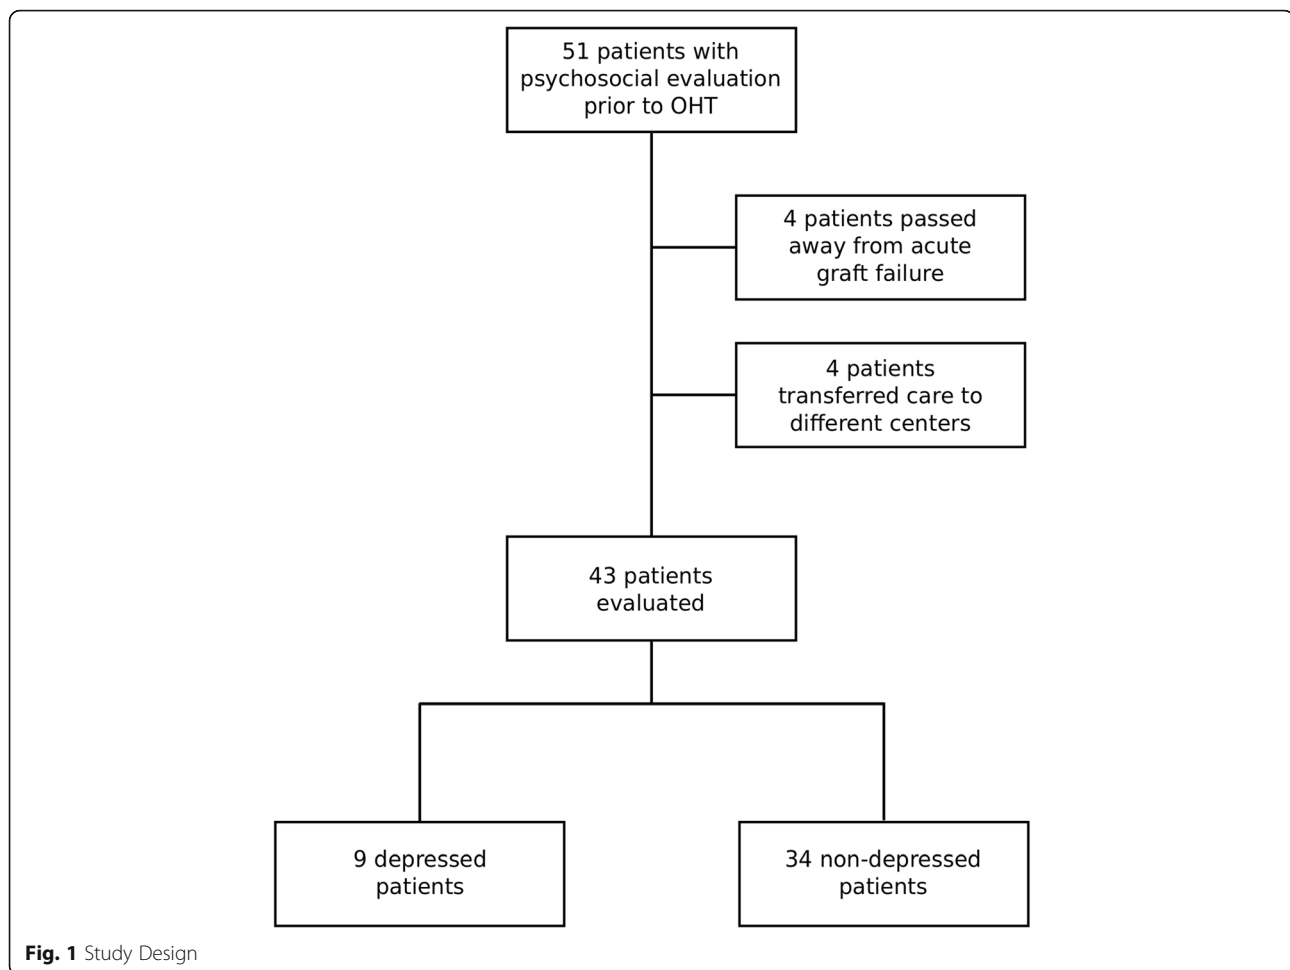 51 patients with
psychosocial evaluation
prior to OHT
4 patients passed
away from acute
graft failure
4 patients
transferred care to
different centers
43 patients
evaluated
9 depressed
patients
34 non-depressed
patients
Fig. 1 Study Design